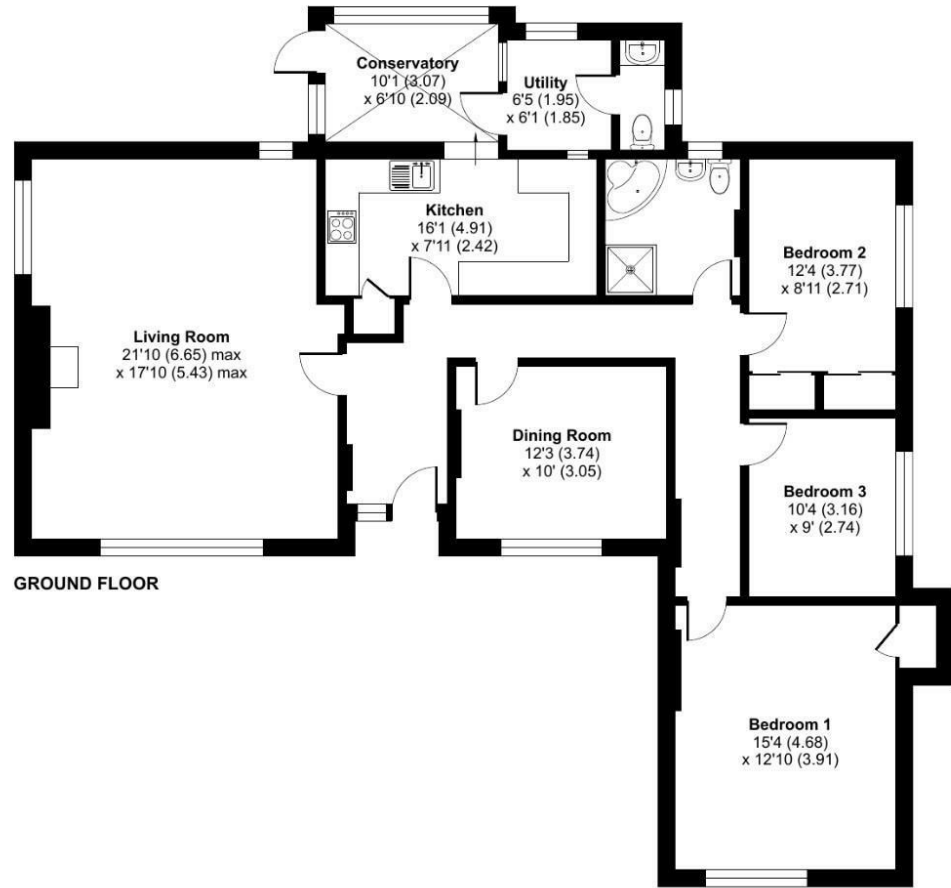 Conservatory
10'1 (3.07)
x 6'10 (2.09)
Utility
6'5 (1.95)
x 6'1 (1.85)
Kitchen
16'1 (4.91)
x 7'11 (2.42)
Bedroom 2
12'4 (3.77)
x 8'11 (2.71)
Living Room
21'10 (6.65) max
x 17'10 (5.43) max
Dining Room
12'3 (3.74)
x 10' (3.05)
Bedroom 3
10'4 (3.16)
x 9' (2.74)
GROUND FLOOR
Bedroom 1
15'4 (4.68)
x 12'10 (3.91)